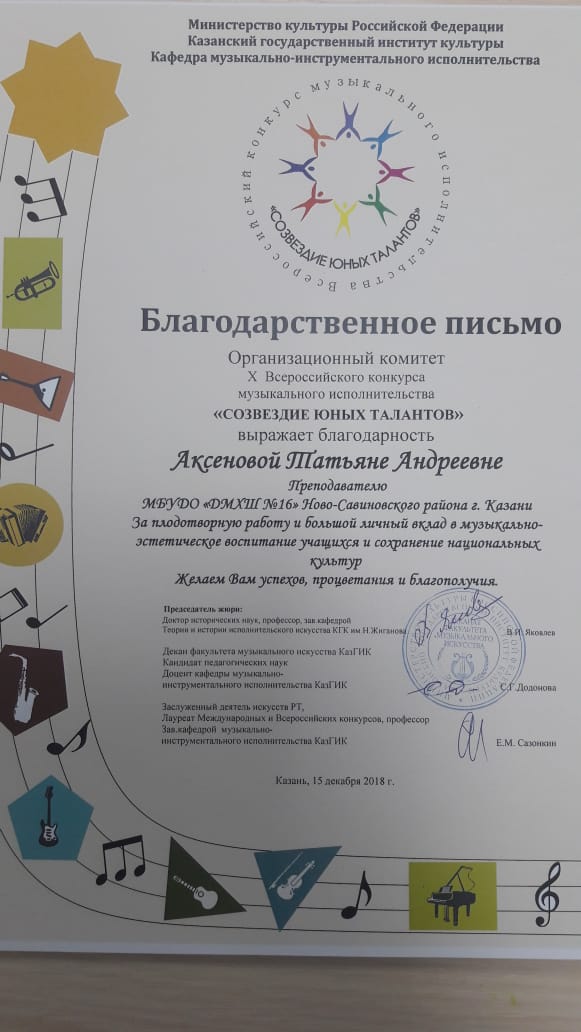 Министерство культуры Российской Федерации
Казанский государственный институт культуры
Кафедра музыкально-инструментального исполнительства
Всероссийский конкурс музыкального исполнительства
«СОЗВЕЗДИЕ ЮНЫХ ТАЛАНТОВ»
Благодарственное письмо
Организационный комитет
X Всероссийского конкурса
музыкального исполнительства
«СОЗВЕЗДИЕ ЮНЫХ ТАЛАНТОВ»
выражает благодарность
Аксеновой Татьяне Андреевне
Преподавателю
МБУДО «ДМХШ №16» Ново-Савиновского района г. Казани
За плодотворную работу и большой личный вклад в музыкально-
эстетическое воспитание учащихся и сохранение национальных
культур
Желаем Вам успехов, процветания и благополучия.
Председатель жюри:
Доктор исторических наук, профессор, зав.кафедрой
Теории и истории исполнительского искусства КГК им.Н.Жиганова
В.И. Яковлев
Декан факультета музыкального искусства КазГИК
Кандидат педагогических наук
Доцент кафедры музыкально-
инструментального исполнительства КазГИК
С.Г.Додонова
Заслуженный деятель искусств РТ,
Лауреат Международных и Всероссийских конкурсов, профессор
Зав.кафедрой музыкально-
инструментального исполнительства КазГИК
Е.М. Сазонкин
ФАКУЛЬТЕТА
МУЗЫКАЛЬНОГО
ИСКУССТВА
Казань, 15 декабря 2018 г.